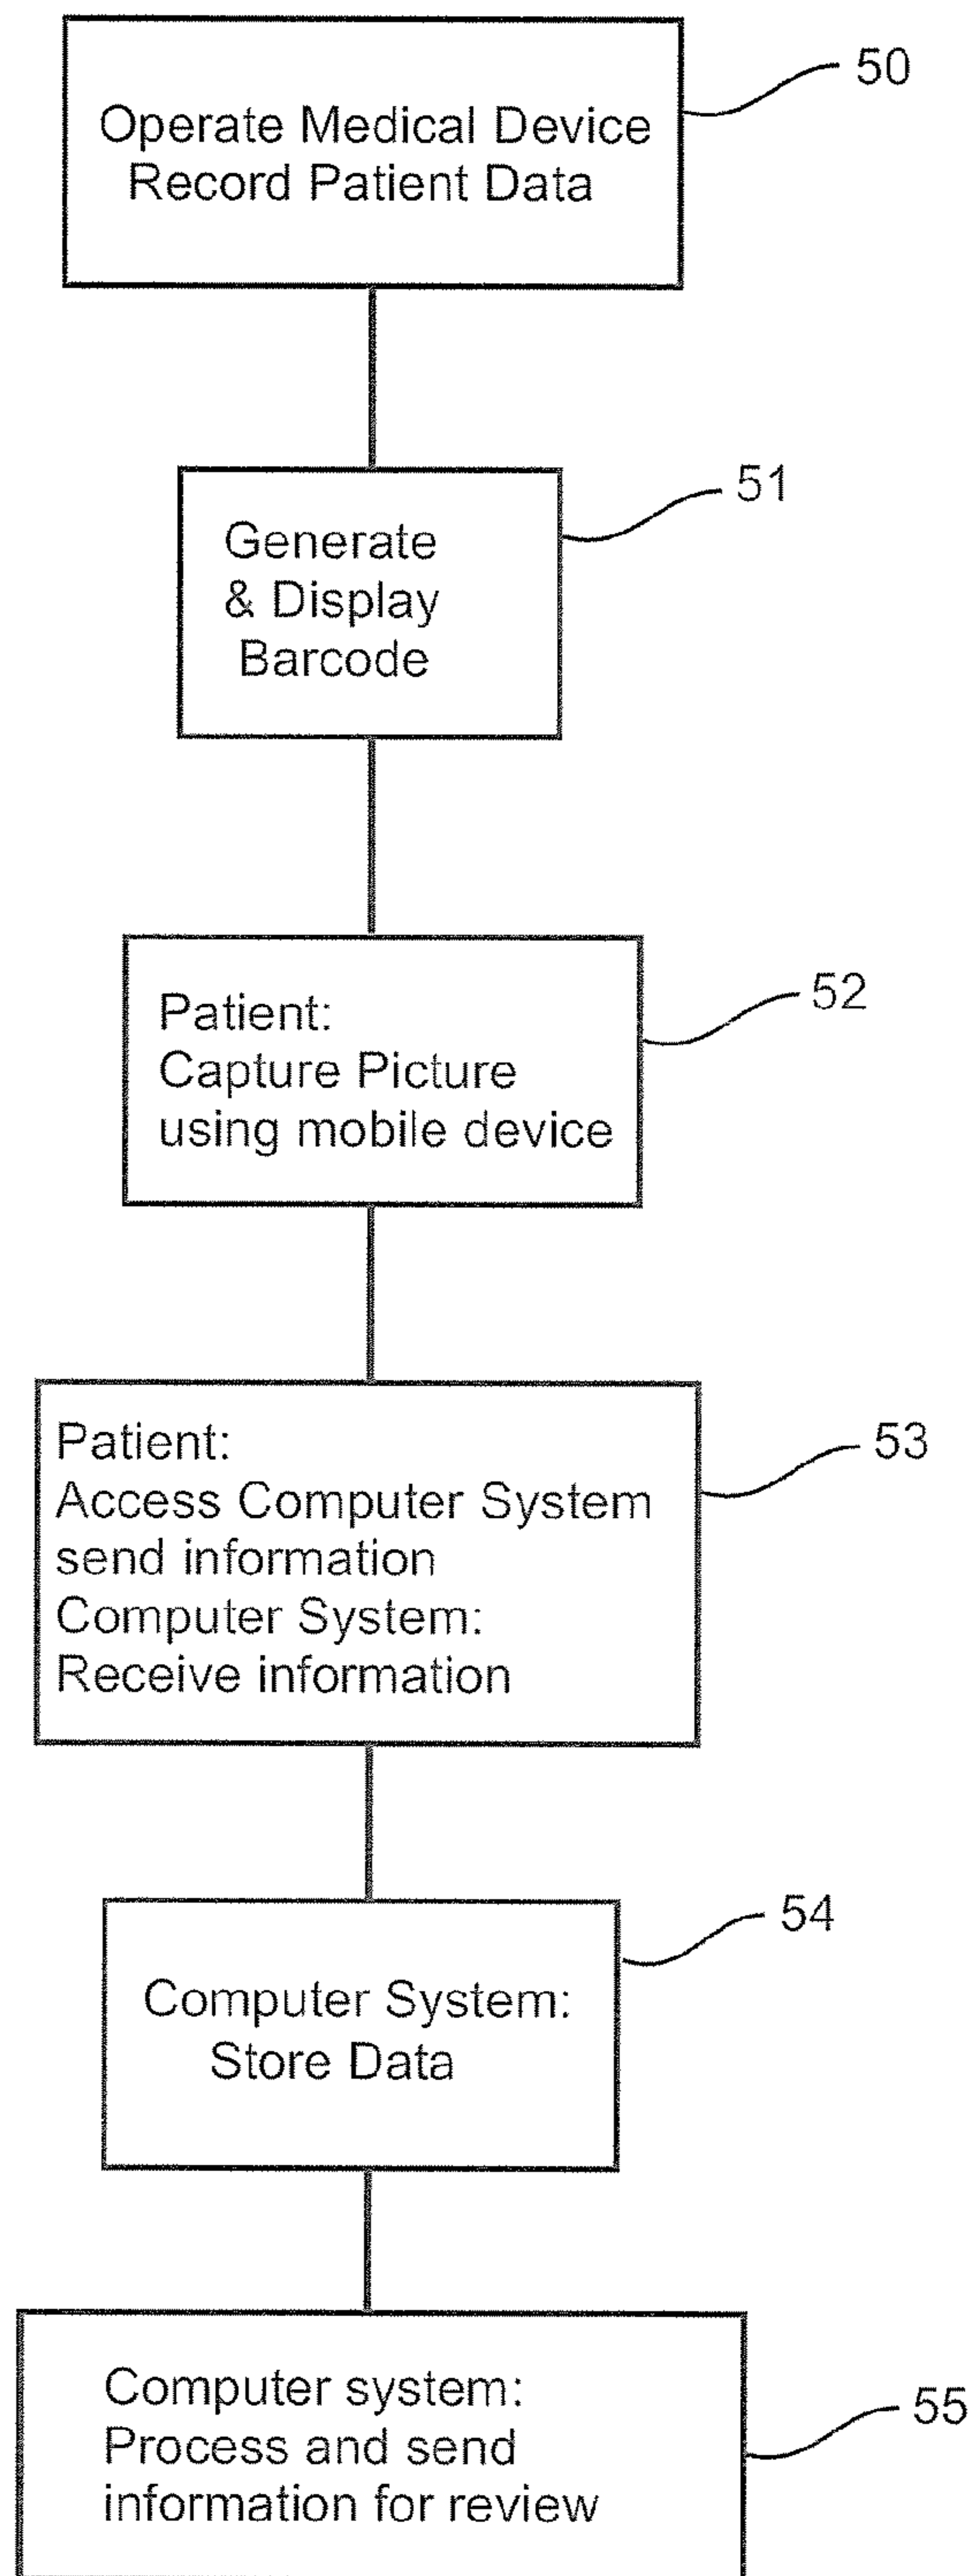 50
Operate Medical Device
Record Patient Data
51
Generate
& Display
Barcode
52
Patient:
Capture Picture
using mobile device
53
Patient:
Access Computer System
send information
Computer System:
Receive information
54
Computer System:
Store Data
55
Computer system:
Process and send
information for review